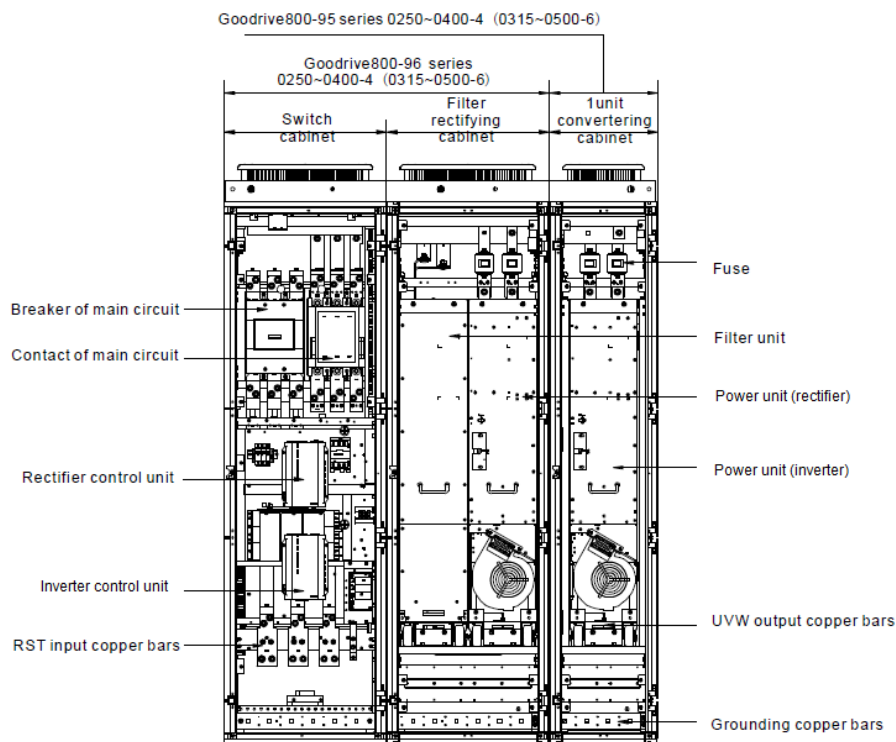 Goodrive800-95 series 0250~0400-4 (0315~0500-6)
Goodrive800-96 series
0250~0400-4 (0315~0500-6)
Switch
cabinet
Filter
rectifying
cabinet
1unit
convertering
cabinet
Fuse
Breaker of main circuit
Filter unit
Contact of main circuit
Power unit (rectifier)
Rectifier control unit
Power unit (inverter)
Inverter control unit
UVW output copper bars
RST input copper bars
Grounding copper bars